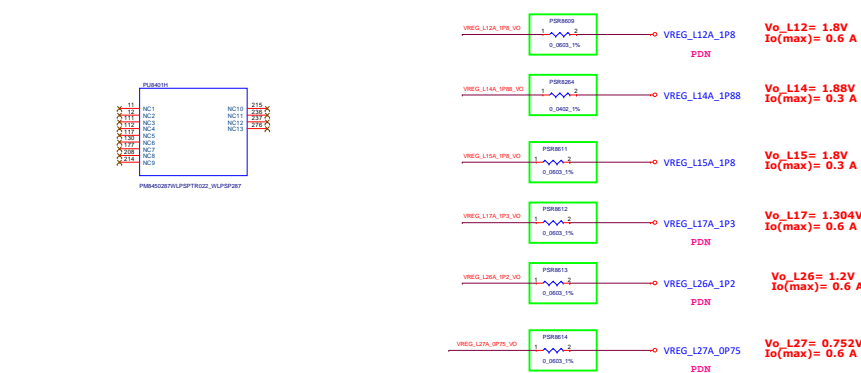 PU8401H
11 NC1
12 NC2
111 NC3
112 NC4
117 NC5
130 NC6
177 NC7
208 NC8
214 NC9
NC10 215
NC11 236
NC12 237
NC13 276
PM8450287WLPSPTR022_WLPSP287
PSR8609
VREG_L12A_1P8_VO 1 2 VREG_L12A_1P8
0_0603_1%
PDN
Vo_L12= 1.8V
Io(max)= 0.6 A
PSR8264
VREG_L14A_1P88_VO 1 2 VREG_L14A_1P88
0_0402_1%
Vo_L14= 1.88V
Io(max)= 0.3 A
PSR8611
VREG_L15A_1P8_VO 1 2 VREG_L15A_1P8
0_0603_1%
Vo_L15= 1.8V
Io(max)= 0.3 A
PSR8612
VREG_L17A_1P3_VO 1 2 VREG_L17A_1P3
0_0603_1%
PDN
Vo_L17= 1.304V
Io(max)= 0.6 A
PSR8613
VREG_L26A_1P2_VO 1 2 VREG_L26A_1P2
0_0603_1%
PDN
Vo_L26= 1.2V
Io(max)= 0.6 A
PSR8614
VREG_L27A_0P75_VO 1 2 VREG_L27A_0P75
0_0603_1%
PDN
Vo_L27= 0.752V
Io(max)= 0.6 A